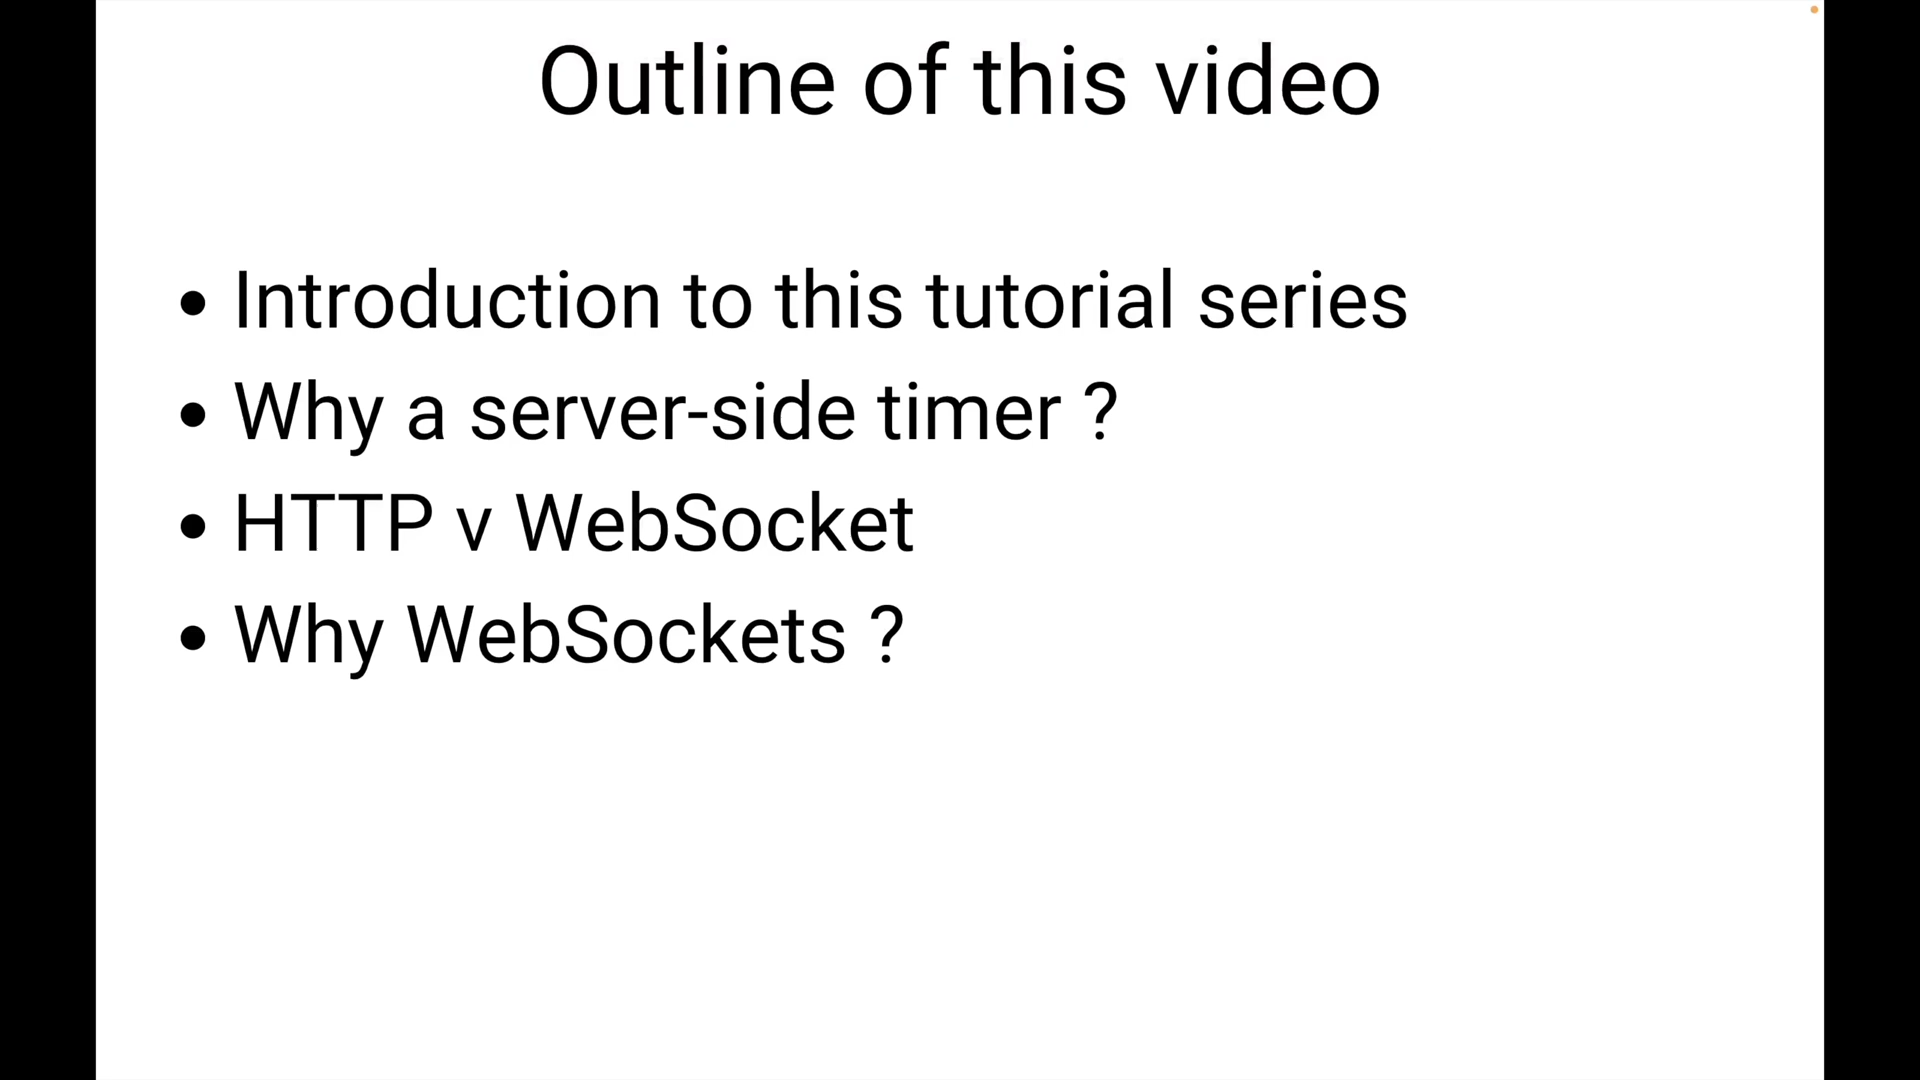 Outline of this video
• Introduction to this tutorial series
• Why a server-side timer ?
• HTTP v WebSocket
• Why WebSockets ?